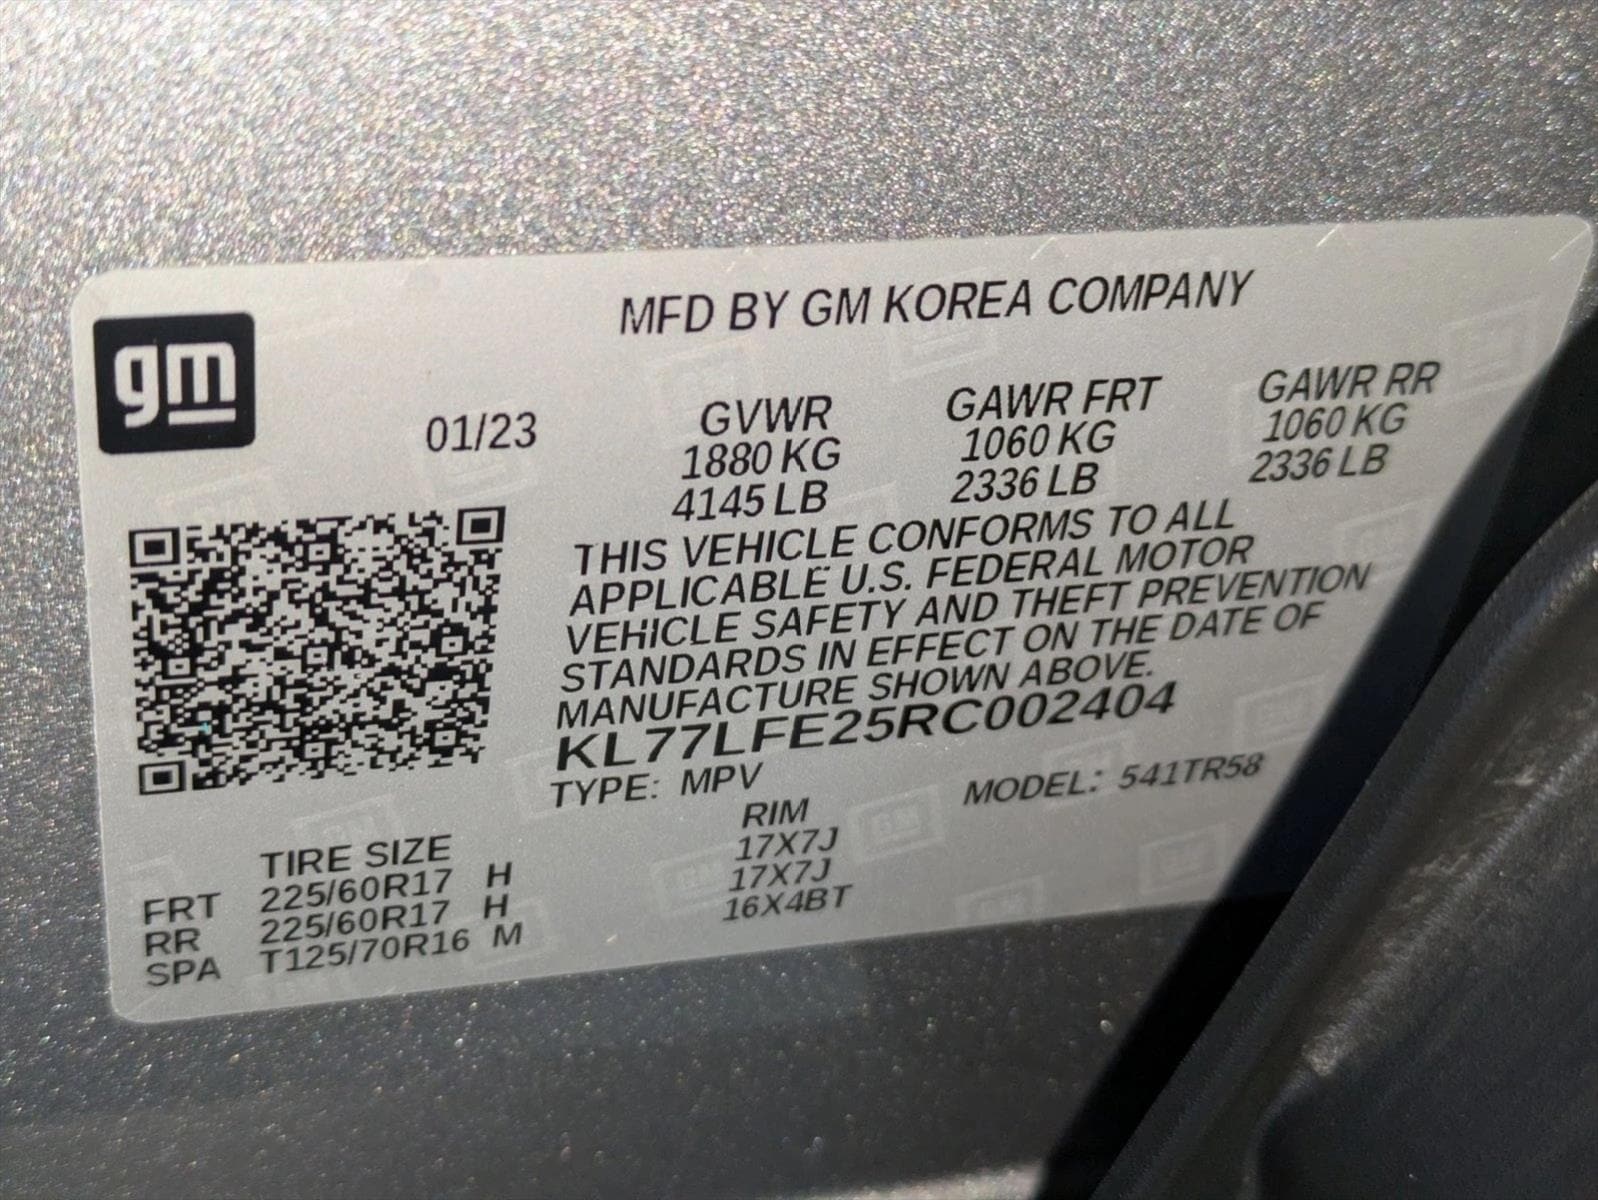 gm
MFD BY GM KOREA COMPANY
01/23
GVWR GAWR FRT GAWR RR
1880 KG 1060 KG 1060 KG
4145 LB 2336 LB 2336 LB
THIS VEHICLE CONFORMS TO ALL
APPLICABLE U.S. FEDERAL MOTOR
VEHICLE SAFETY AND THEFT PREVENTION
STANDARDS IN EFFECT ON THE DATE OF
MANUFACTURE SHOWN ABOVE.
KL77LFE25RC002404
TYPE: MPV MODEL: 541TR58
TIRE SIZE RIM
FRT 225/60R17 H 17X7J
RR 225/60R17 H 17X7J
SPA T125/70R16 M 16X4BT